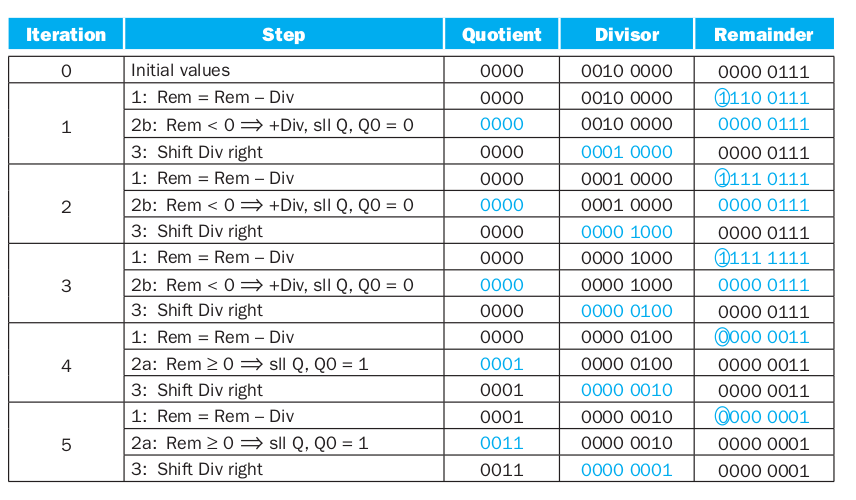 Iteration Step Quotient Divisor Remainder
0 Initial values 0000 0010 0000 0000 0111
1 1: Rem = Rem – Div 0000 0010 0000 1110 0111
2b: Rem < 0 ⟹ +Div, sll Q, Q0 = 0 0000 0010 0000 0000 0111
3: Shift Div right 0000 0001 0000 0000 0111
2 1: Rem = Rem – Div 0000 0001 0000 1111 0111
2b: Rem < 0 ⟹ +Div, sll Q, Q0 = 0 0000 0001 0000 0000 0111
3: Shift Div right 0000 0000 1000 0000 0111
3 1: Rem = Rem – Div 0000 0000 1000 1111 1111
2b: Rem < 0 ⟹ +Div, sll Q, Q0 = 0 0000 0000 1000 0000 0111
3: Shift Div right 0000 0000 0100 0000 0111
4 1: Rem = Rem – Div 0000 0000 0100 0000 0011
2a: Rem ≥ 0 ⟹ sll Q, Q0 = 1 0001 0000 0100 0000 0011
3: Shift Div right 0001 0000 0010 0000 0011
5 1: Rem = Rem – Div 0001 0000 0010 0000 0001
2a: Rem ≥ 0 ⟹ sll Q, Q0 = 1 0011 0000 0010 0000 0001
3: Shift Div right 0011 0000 0001 0000 0001